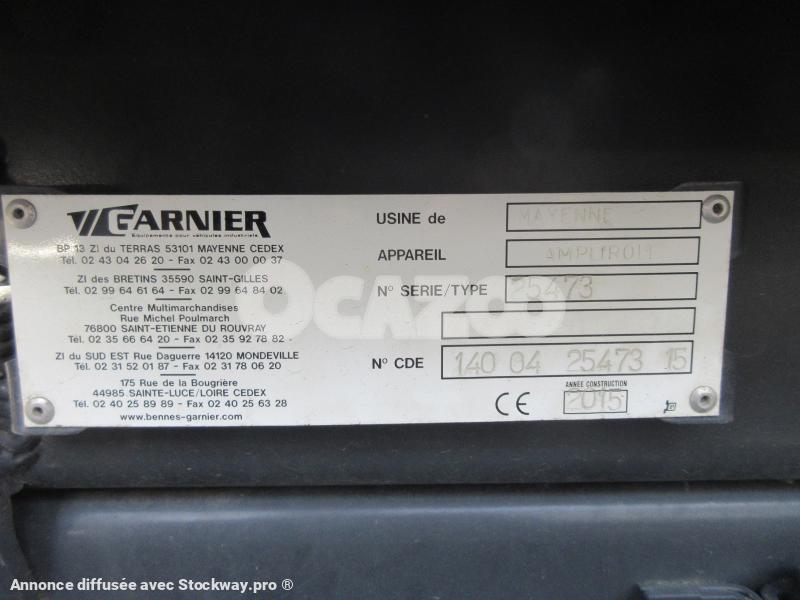 GARNIER
Equipements pour véhicules industriels
BP 13 ZI du TERRAS 53101 MAYENNE CEDEX
Tél. 02 43 04 26 20 - Fax 02 43 00 00 37
ZI des BRETINS 35590 SAINT-GILLES
Tél. 02 99 64 61 64 - Fax 02 99 64 84 02
Centre Multimarchandises
Rue Michel Poulmarch
76800 SAINT-ETIENNE DU ROUVRAY
Tél. 02 35 66 64 20 - Fax 02 35 92 78 82
ZI du SUD EST Rue Daguerre 14120 MONDEVILLE
Tél. 02 31 52 01 87 - Fax 02 31 78 06 20
175 Rue de la Bougrière
44985 SAINTE-LUCE/LOIRE CEDEX
Tél. 02 40 25 89 89 - Fax 02 40 25 63 28
www.bennes-garnier.com
USINE de MAYENNE
APPAREIL AMPLIROLL
N° SERIE/TYPE 25473
N° CDE 140 04 25473 15
ANNEE CONSTRUCTION
CE 2015
OCAZOO
Annonce diffusée avec Stockway.pro ®